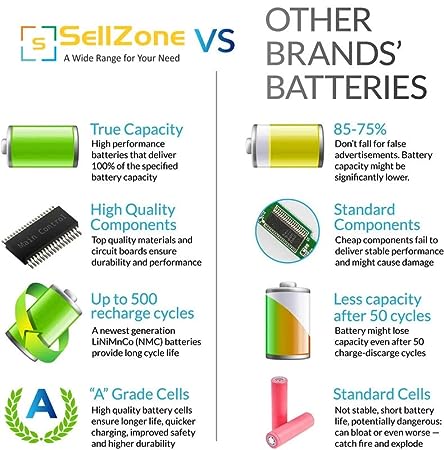 S SellZone VS
A Wide Range for Your Need
OTHER
BRANDS'
BATTERIES
True Capacity
High performance
batteries that deliver
100% of the specified
battery capacity
85-75%
Don't fall for false
advertisements. Battery
capacity might be
significantly lower.
Main Control
High Quality
Components
Top quality materials and
circuit boards ensure
durability and performance
Standard
Components
Cheap components fail to
deliver stable performance
and might cause damage
Up to 500
recharge cycles
A newest generation
LiNiMnCo (NMC) batteries
provide long cycle life
Less capacity
after 50 cycles
Battery might lose
capacity even after 50
charge-discarge cycles
A
"A" Grade Cells
High quality battery cells
ensure longer life, quicker
charging, improved safety
and higher durability
Standard Cells
Not stable, short battery
life, potentially dangerous:
can bloat or even worse —
catch fire and explode